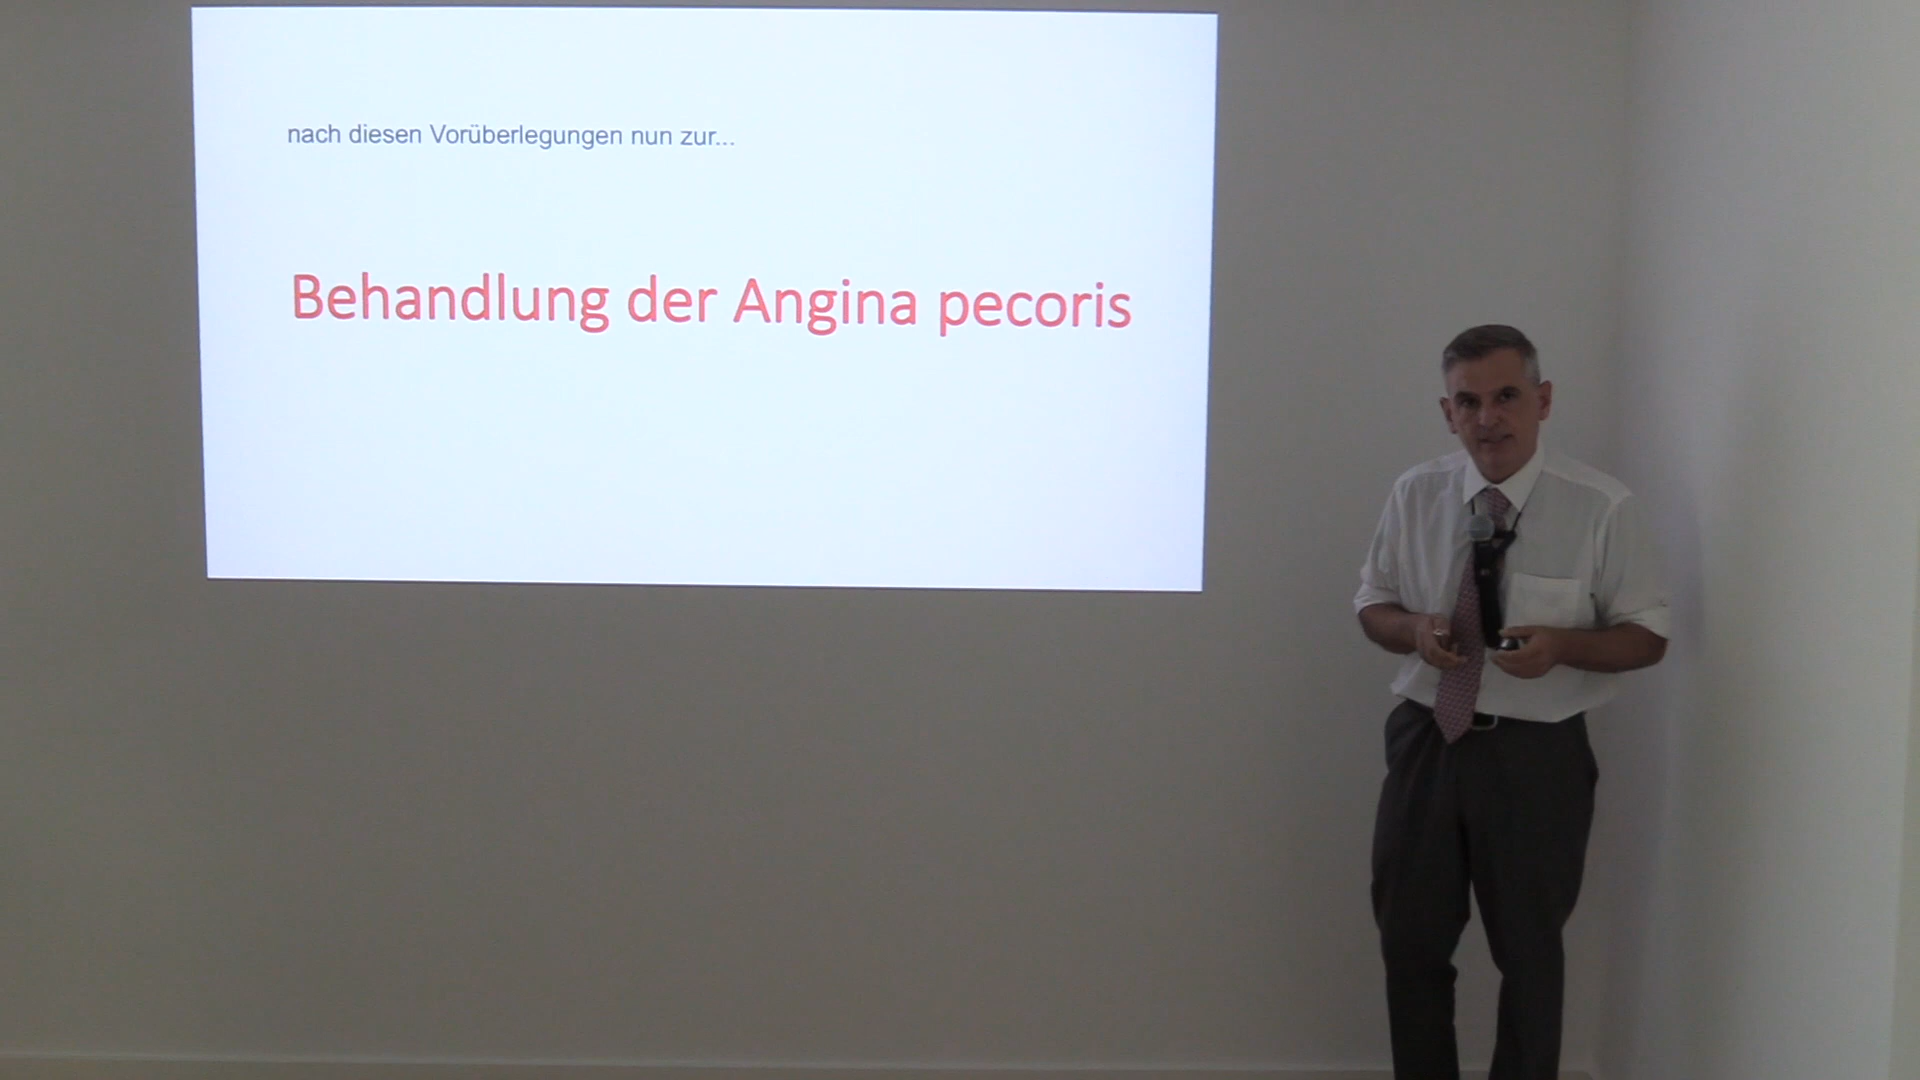 nach diesen Vorüberlegungen nun zur...
Behandlung der Angina pecoris